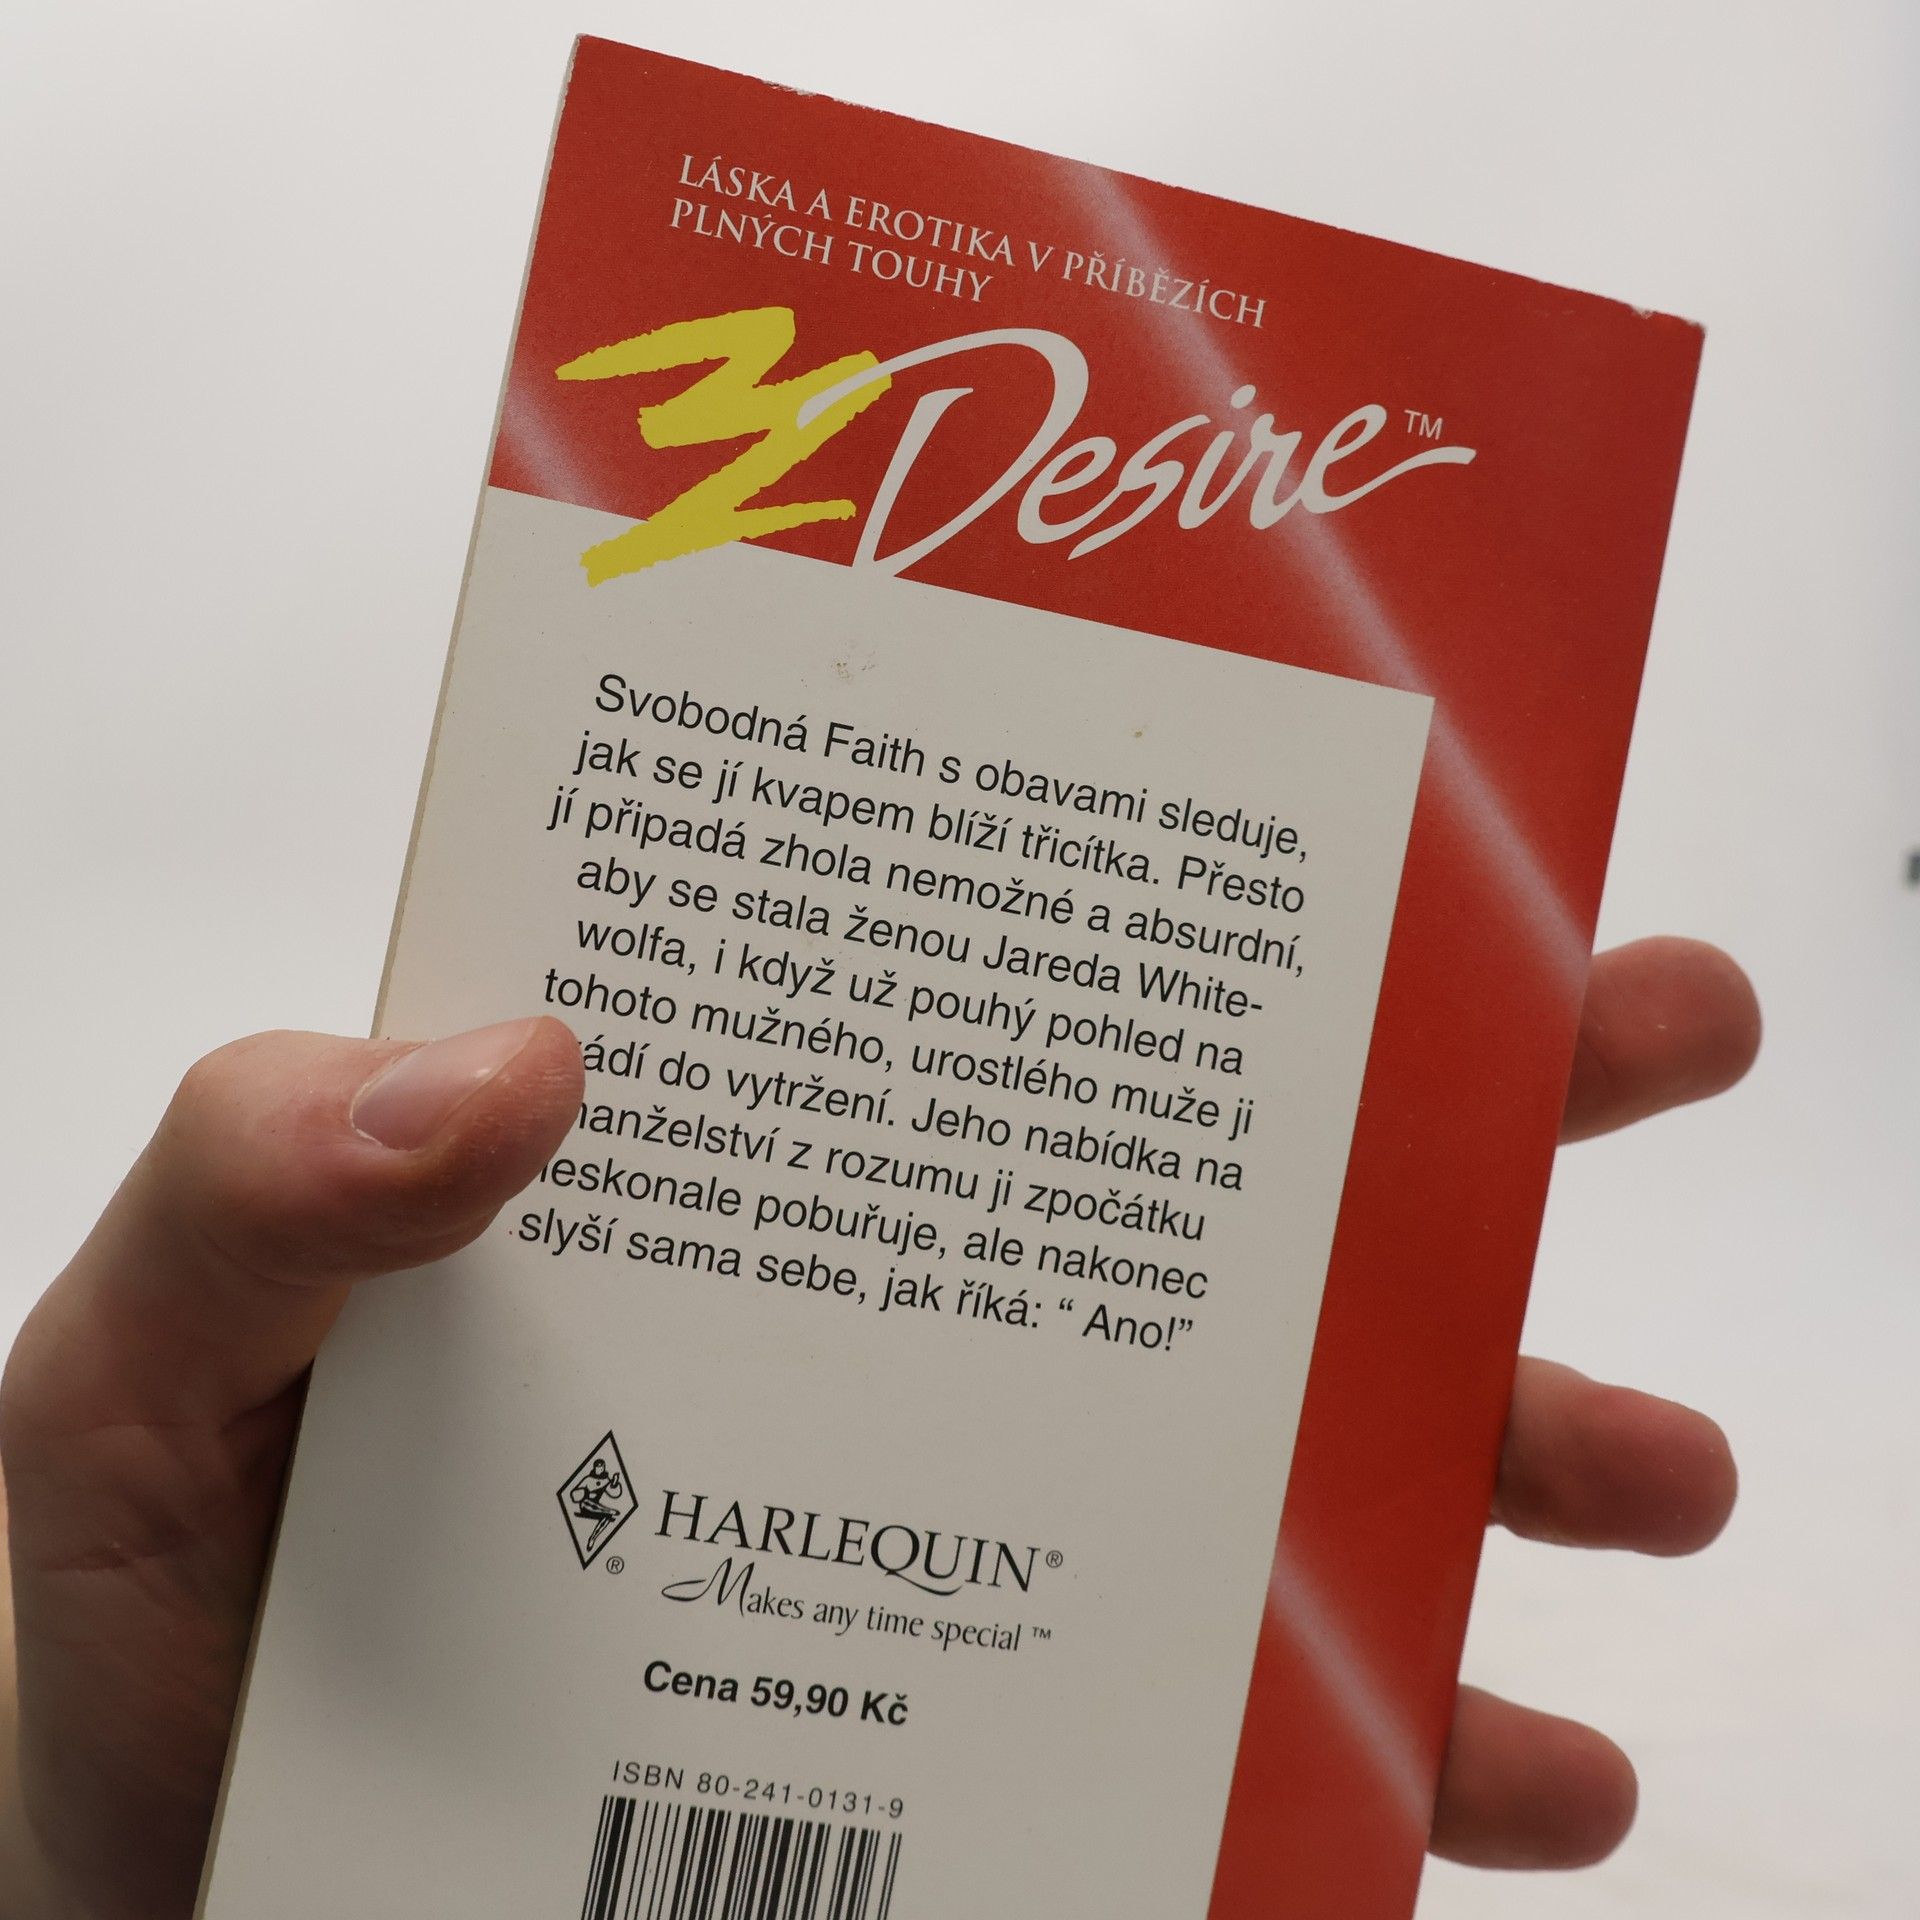 LÁSKA A EROTIKA V PŘÍBĚZÍCH
PLNÝCH TOUHY
Desire™
Svobodná Faith s obavami sleduje,
jak se jí kvapem blíží třicítka. Přesto
jí připadá zhola nemožné a absurdní,
aby se stala ženou Jareda White-
wolfa, i když už pouhý pohled na
tohoto mužného, urostlého muže ji
do vytržení. Jeho nabídka na
z rozumu ji zpočátku
pobuřuje, ale nakonec
slyší sama sebe, jak říká: “ Ano!”
HARLEQUIN®
®
Makes any time special™
Cena 59,90 Kč
ISBN 80-241-0131-9